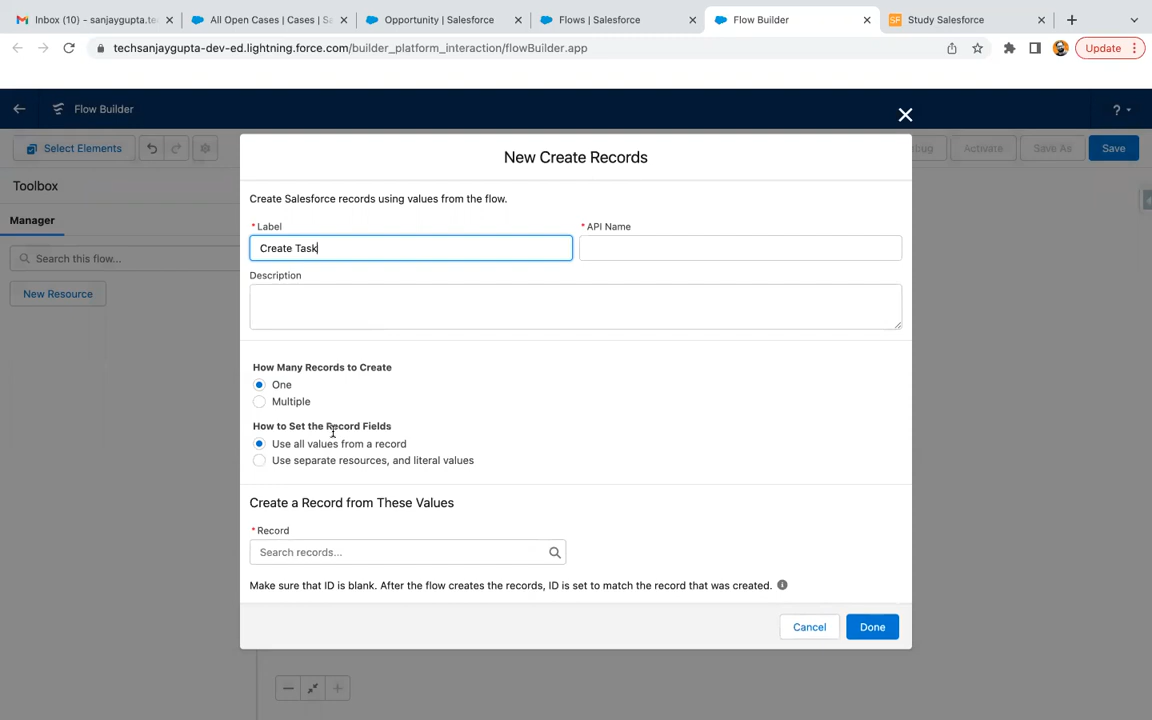 Inbox (10) - sanjaygupta.te
All Open Cases | Cases | Sa
Opportunity | Salesforce
Flows | Salesforce
Flow Builder
SF Study Salesforce
techsanjaygupta-dev-ed.lightning.force.com/builder_platform_interaction/flowBuilder.app
Update
Flow Builder
?
Select Elements
bug
Activate
Save As
Save
Toolbox
Manager
Search this flow...
New Resource
New Create Records
Create Salesforce records using values from the flow.
* Label
* API Name
Create Task
Description
How Many Records to Create
One
Multiple
How to Set the Record Fields
Use all values from a record
Use separate resources, and literal values
Create a Record from These Values
* Record
Search records...
Make sure that ID is blank. After the flow creates the records, ID is set to match the record that was created.
Cancel
Done